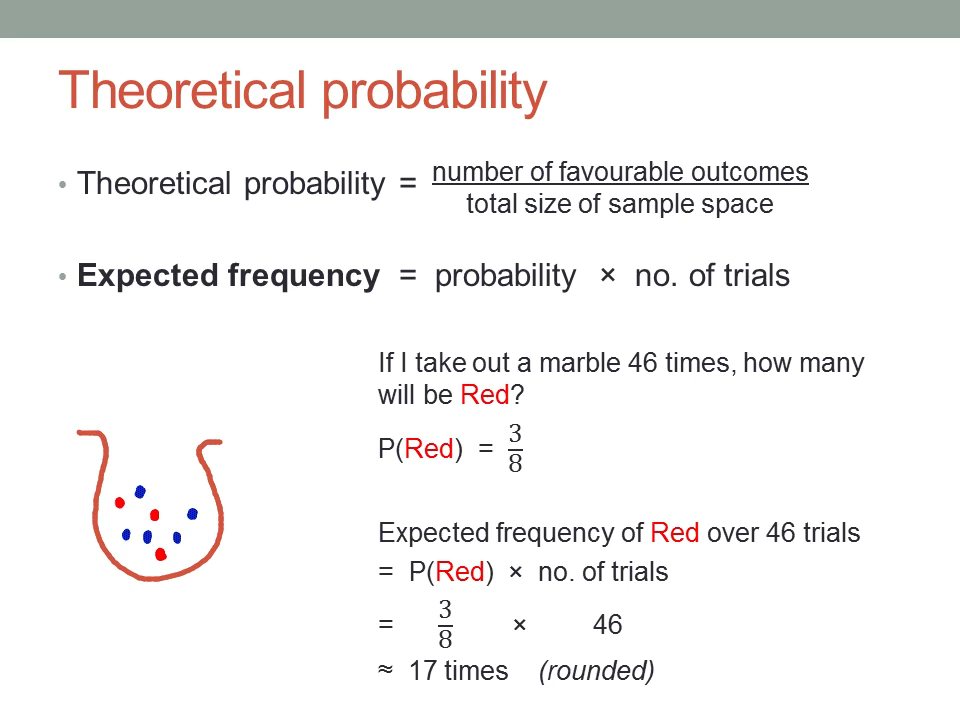 Theoretical probability
• Theoretical probability = number of favourable outcomes
total size of sample space
• Expected frequency = probability × no. of trials
If I take out a marble 46 times, how many
will be Red?
P(Red) = 3/8
Expected frequency of Red over 46 trials
= P(Red) × no. of trials
= 3/8 × 46
≈ 17 times (rounded)